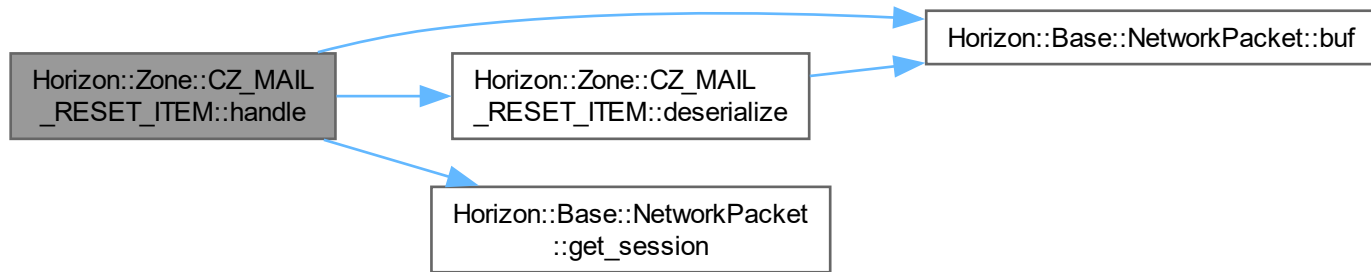 Horizon::Zone::CZ_MAIL
_RESET_ITEM::handle
Horizon::Zone::CZ_MAIL
_RESET_ITEM::deserialize
Horizon::Base::NetworkPacket::buf
Horizon::Base::NetworkPacket
::get_session